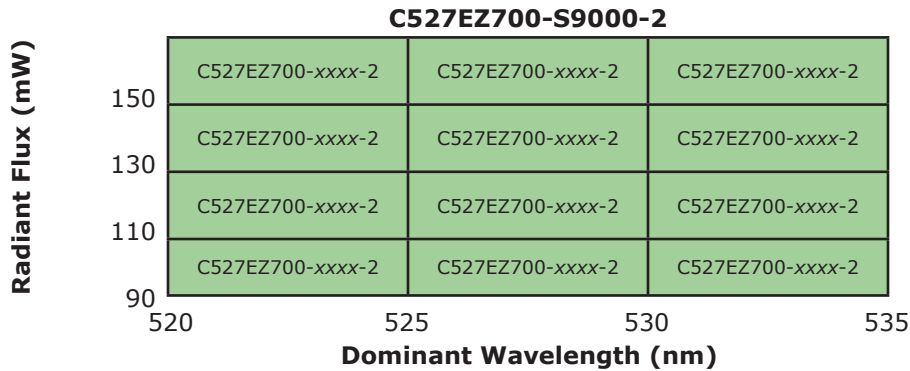 C527EZ700-S9000-2
Radiant Flux (mW)
C527EZ700-xxxx-2 C527EZ700-xxxx-2 C527EZ700-xxxx-2
150
C527EZ700-xxxx-2 C527EZ700-xxxx-2 C527EZ700-xxxx-2
130
C527EZ700-xxxx-2 C527EZ700-xxxx-2 C527EZ700-xxxx-2
110
C527EZ700-xxxx-2 C527EZ700-xxxx-2 C527EZ700-xxxx-2
90
520 525 530 535
Dominant Wavelength (nm)